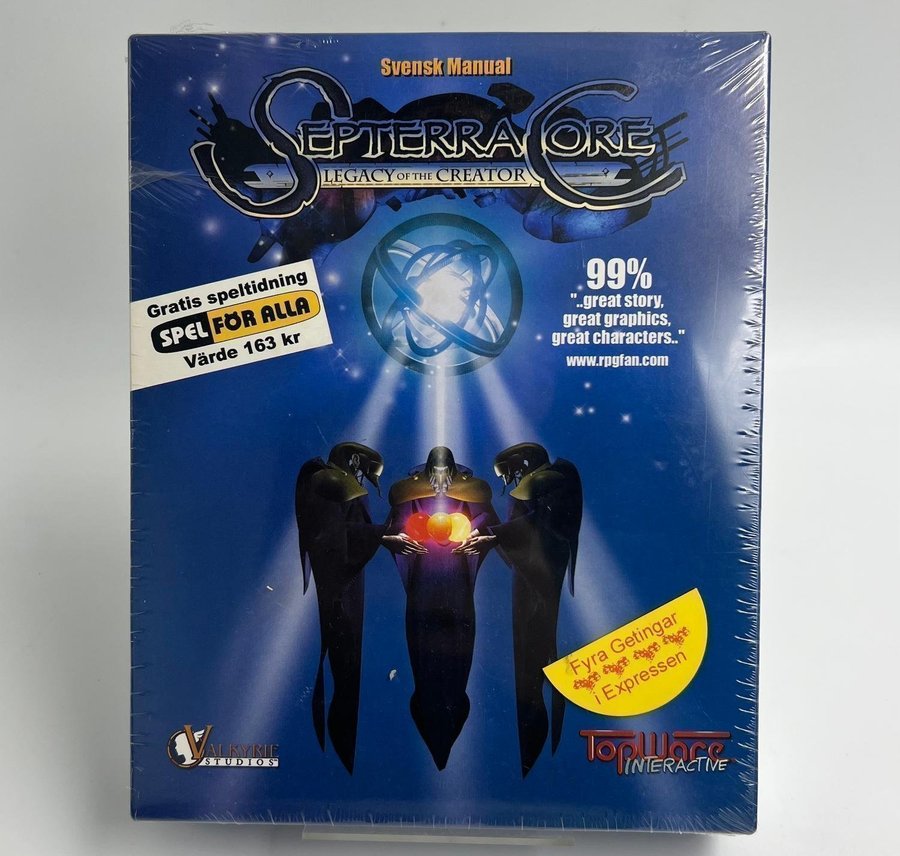 Svensk Manual
SEPTERRA CORE
LEGACY OF THE CREATOR
Gratis speltidning
SPEL FÖR ALLA
Värde 163 kr
99%
"..great story,
great graphics,
great characters.."
www.rpgfan.com
Fyra Getingar
i Expressen
VALKYRIE
STUDIOS™
TopWare
INTERACTIVE